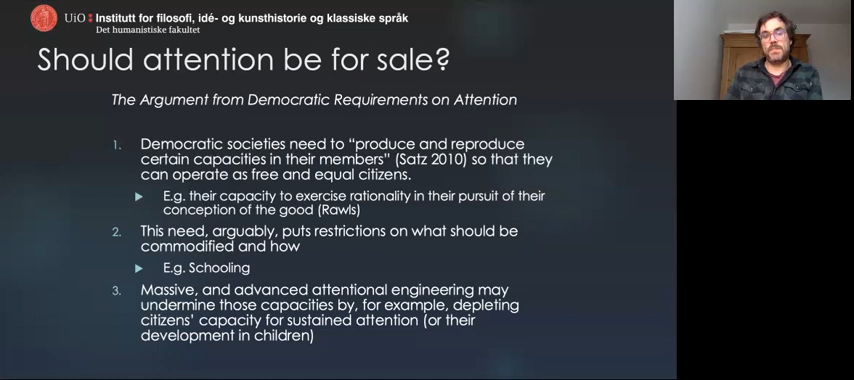 UiO Institutt for filosofi, idé- og kunsthistorie og klassiske språk
Det humanistiske fakultet
Should attention be for sale?
The Argument from Democratic Requirements on Attention
1. Democratic societies need to “produce and reproduce
certain capacities in their members” (Satz 2010) so that they
can operate as free and equal citizens.
E.g. their capacity to exercise rationality in their pursuit of their
conception of the good (Rawls)
2. This need, arguably, puts restrictions on what should be
commodified and how
E.g. Schooling
3. Massive, and advanced attentional engineering may
undermine those capacities by, for example, depleting
citizens’ capacity for sustained attention (or their
development in children)